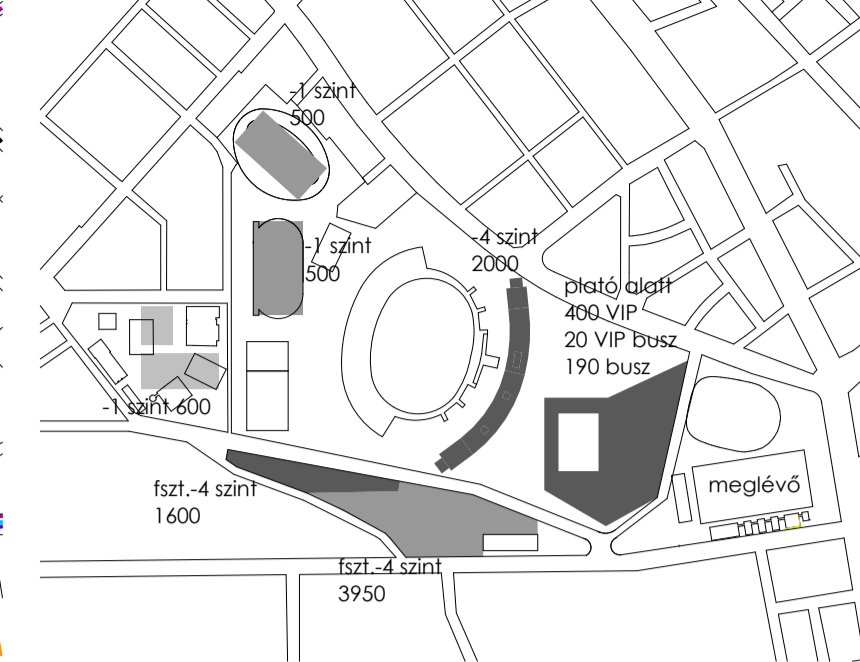 -1 szint
500
-1 szint
500
-4 szint
2000
plató alatt
400 VIP
20 VIP busz
190 busz
-1 szint 600
fszt.-4 szint
1600
meglévő
fszt.-4 szint
3950